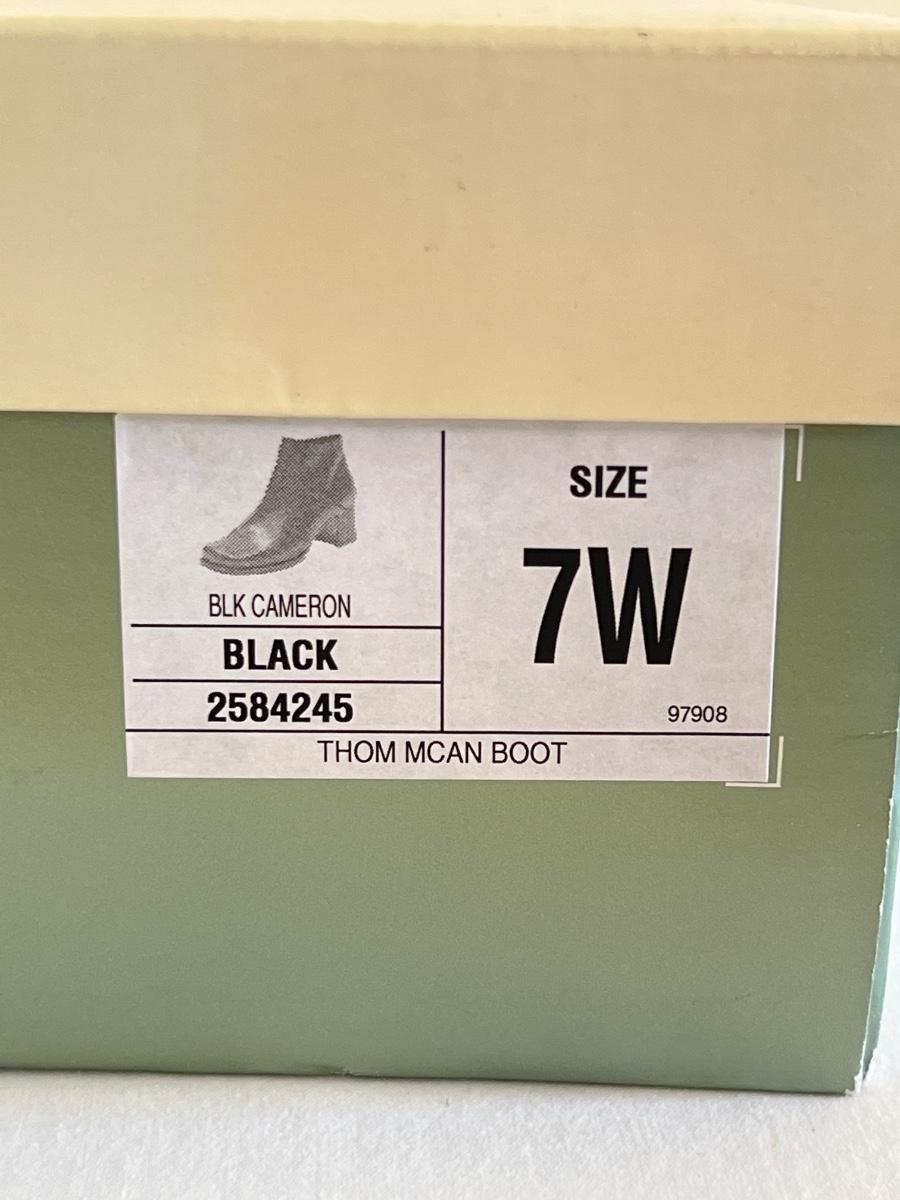 BLK CAMERON
BLACK
2584245
SIZE
7W
97908
THOM MCAN BOOT